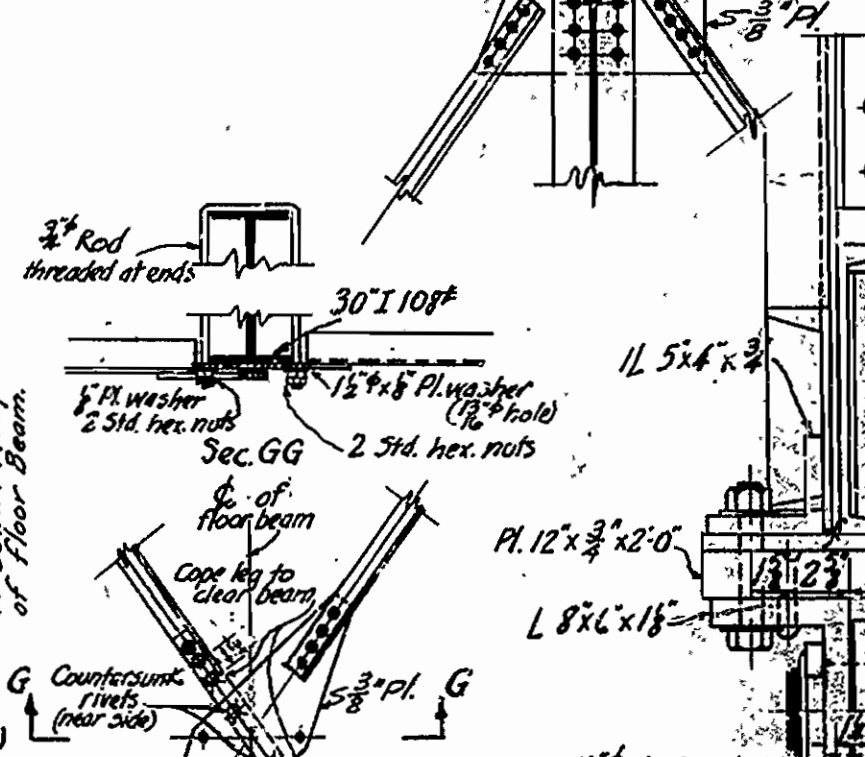 5 3/8" Pl.
3/4"ϕ Rod
threaded at ends
30" I 108#
1L 5"x4"x3/4
1/8" Pl. washer
2 Std. hex. nuts
1 1/2"ϕ x 1/8" Pl. washer
(13/16"ϕ hole)
2 Std. hex. nuts
Sec. GG
of floor Beam.
℄ of
floor beam
Cope leg to
clear beam
Pl. 12"x 3/4"x 2'-0"
L 8"x6"x1 1/8"
G
Countersunk
rivets
(near side)
5 3/8" Pl.
G